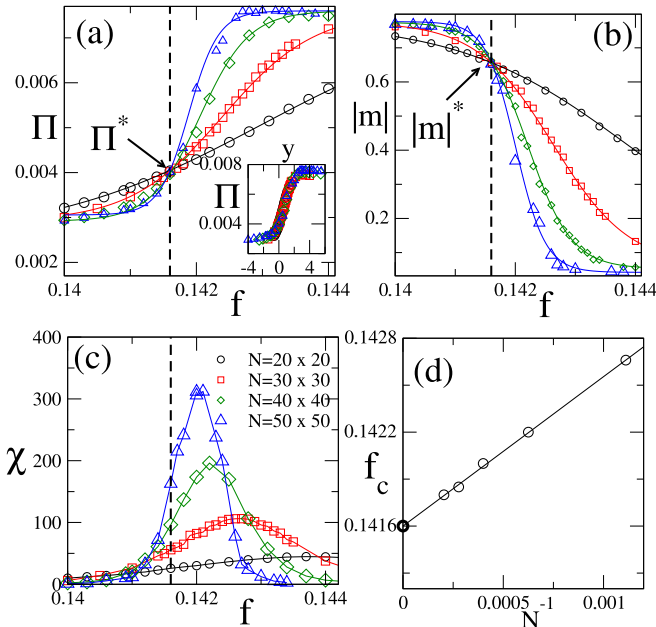 (a)
Π
0.006
0.004
0.002
Π*
0.14
0.142
0.144
f
y
Π
0.008
0.004
-4
0
4
(b)
|m|
0.6
0.4
0.2
|m|*
0.14
0.142
0.144
f
(c)
χ
400
300
200
100
0
N=20 x 20
N=30 x 30
N=40 x 40
N=50 x 50
0.14
0.142
0.144
f
(d)
f_c
0.1428
0.1422
0.1416
0
0.0005
0.001
N^-1